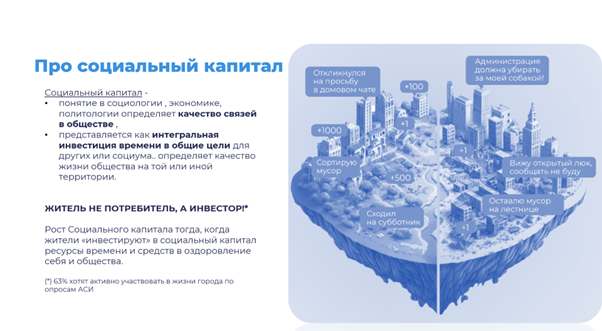 Про социальный капитал
Социальный капитал -
• понятие в социологии , экономике,
политологии определяет качество связей
в обществе ,
• представляется как интегральная
инвестиция времени в общие цели для
других или социума.. определяет качество
жизни общества на той или иной
территории.
ЖИТЕЛЬ НЕ ПОТРЕБИТЕЛЬ, А ИНВЕСТОР!*
Рост Социального капитала тогда, когда
жители «инвестируют» в социальный капитал
ресурсы времени и средств в оздоровление
себя и общества.
(*) 63% хотят активно участвовать в жизни города по
опросам АСИ
Откликнулся
на просьбу
в домовом чате
+100
+1000
Сортирую
мусор
+500
Сходил
на субботник
Администрация
должна убирать
за моей собакой!
+1
+1
Вижу открытый люк,
сообщать не буду
Оставлю мусор
на лестнице
+1